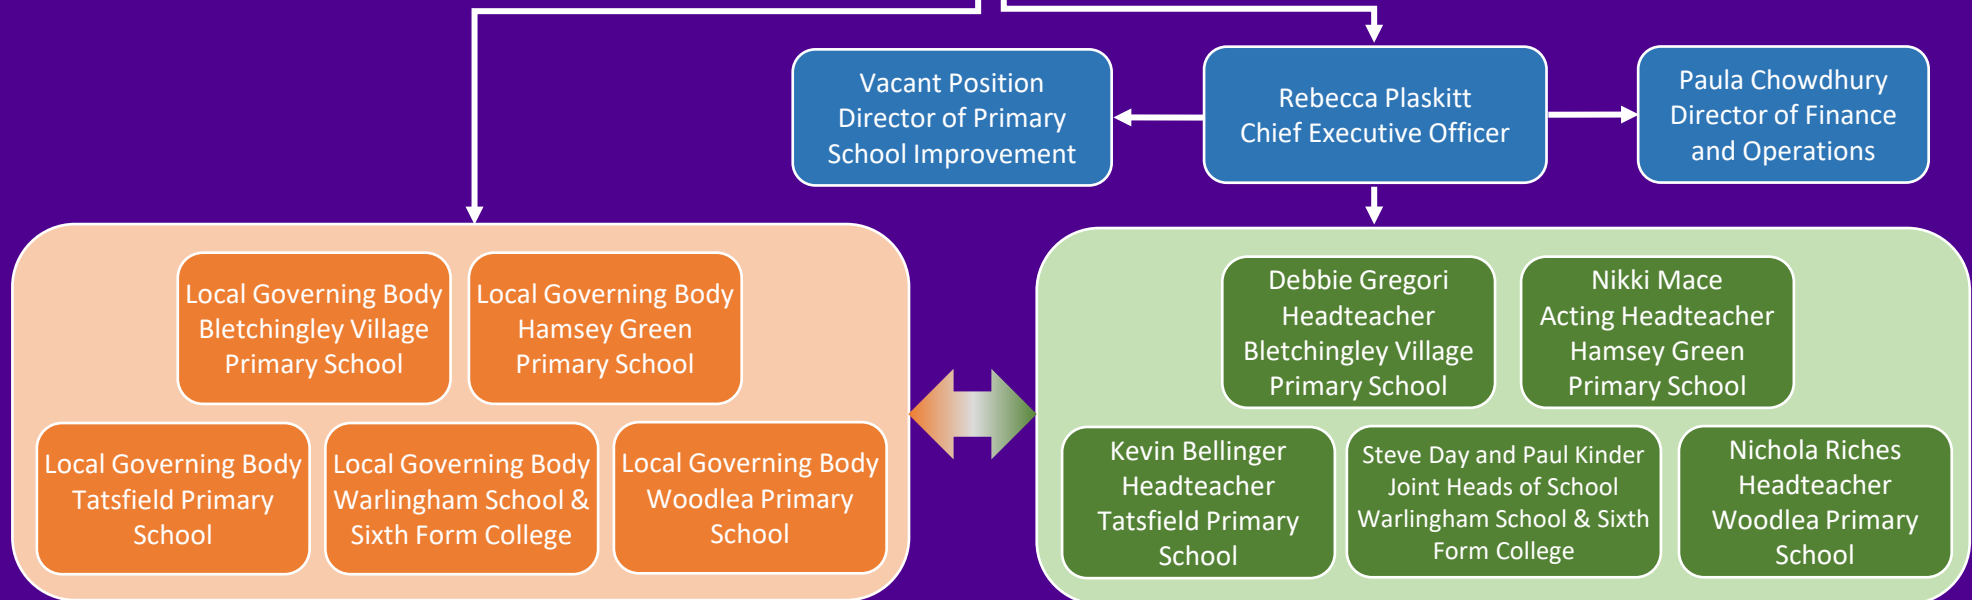 Vacant Position
Director of Primary
School Improvement
Rebecca Plaskitt
Chief Executive Officer
Paula Chowdhury
Director of Finance
and Operations
Local Governing Body
Bletchingley Village
Primary School
Local Governing Body
Hamsey Green
Primary School
Local Governing Body
Tatsfield Primary
School
Local Governing Body
Warlingham School &
Sixth Form College
Local Governing Body
Woodlea Primary
School
Debbie Gregori
Headteacher
Bletchingley Village
Primary School
Nikki Mace
Acting Headteacher
Hamsey Green
Primary School
Kevin Bellinger
Headteacher
Tatsfield Primary
School
Steve Day and Paul Kinder
Joint Heads of School
Warlingham School & Sixth
Form College
Nichola Riches
Headteacher
Woodlea Primary
School